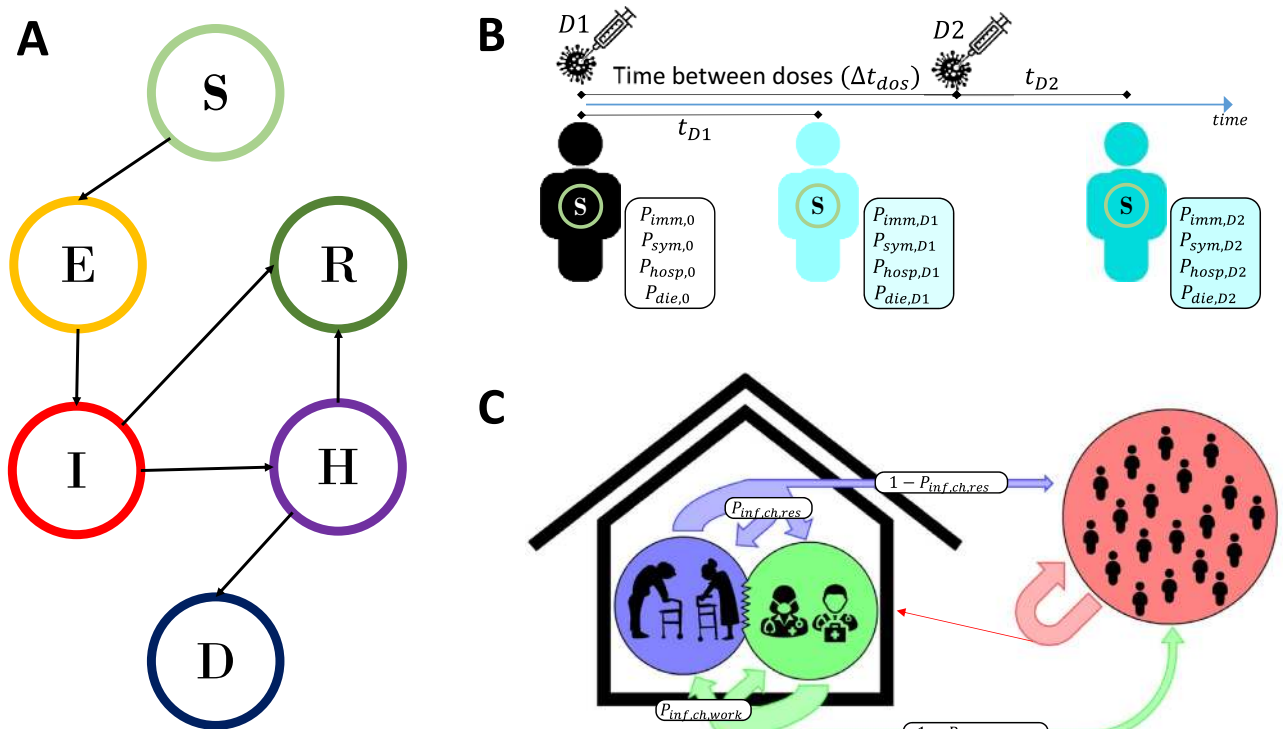 A
S
E
R
I
H
D
B
D1
D2
Time between doses (Δt_dos)
t_D2
time
t_D1
S
P_imm,0
P_sym,0
P_hosp,0
P_die,0
S
P_imm,D1
P_sym,D1
P_hosp,D1
P_die,D1
S
P_imm,D2
P_sym,D2
P_hosp,D2
P_die,D2
C
1 − P_inf,ch,res
P_inf,ch,res
P_inf,ch,work